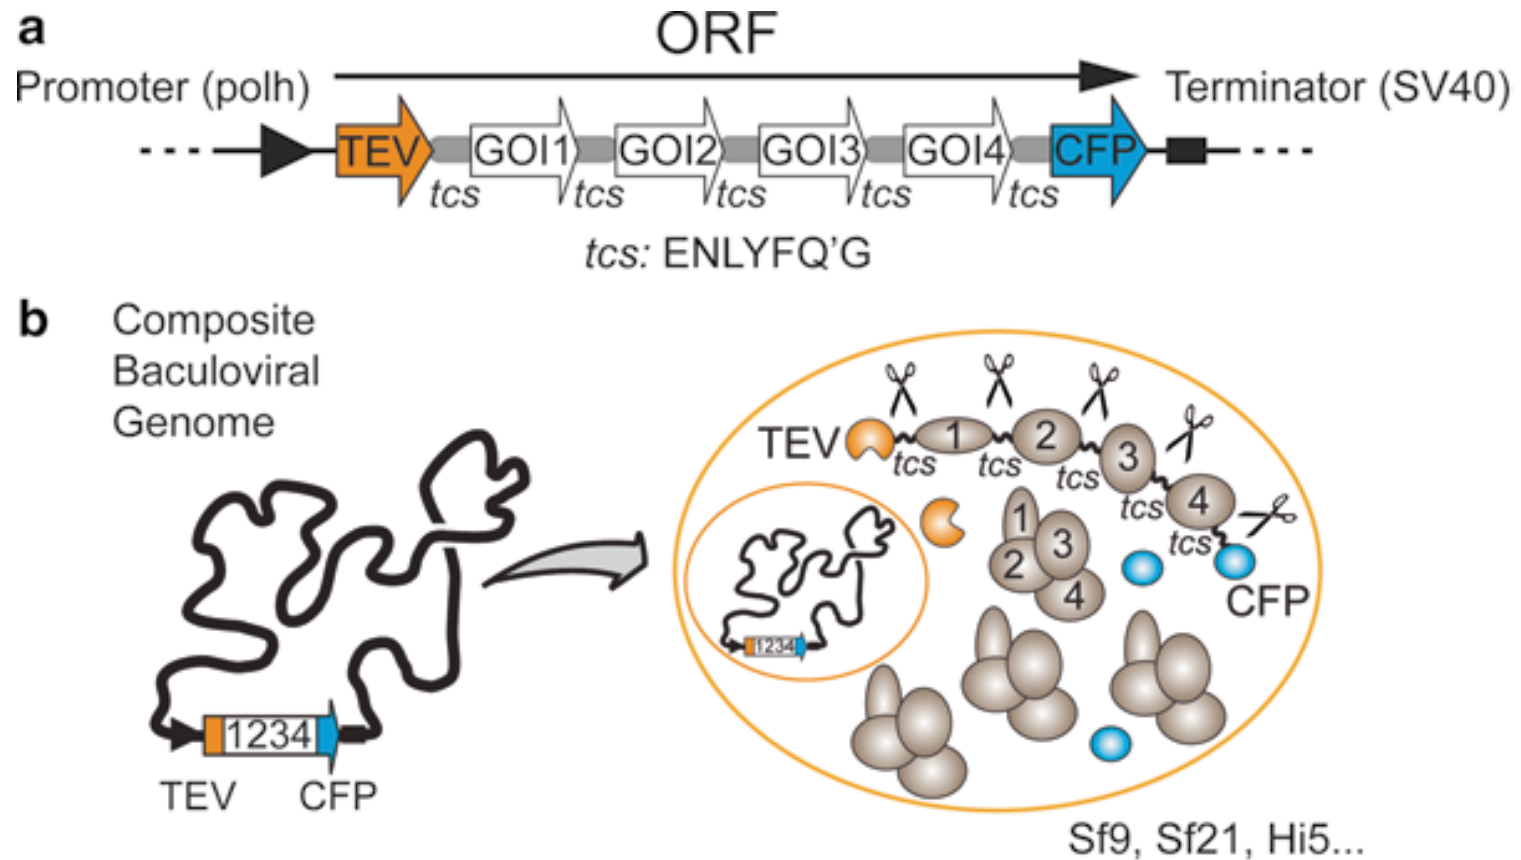 a
ORF
Promoter (polh)
Terminator (SV40)
TEV GOI1 GOI2 GOI3 GOI4 CFP
tcs tcs tcs tcs tcs
tcs: ENLYFQ'G
b
Composite
Baculoviral
Genome
1234
TEV CFP
TEV 1 2 3 4
tcs tcs tcs tcs tcs
CFP
1 2 3 4
1234
Sf9, Sf21, Hi5...